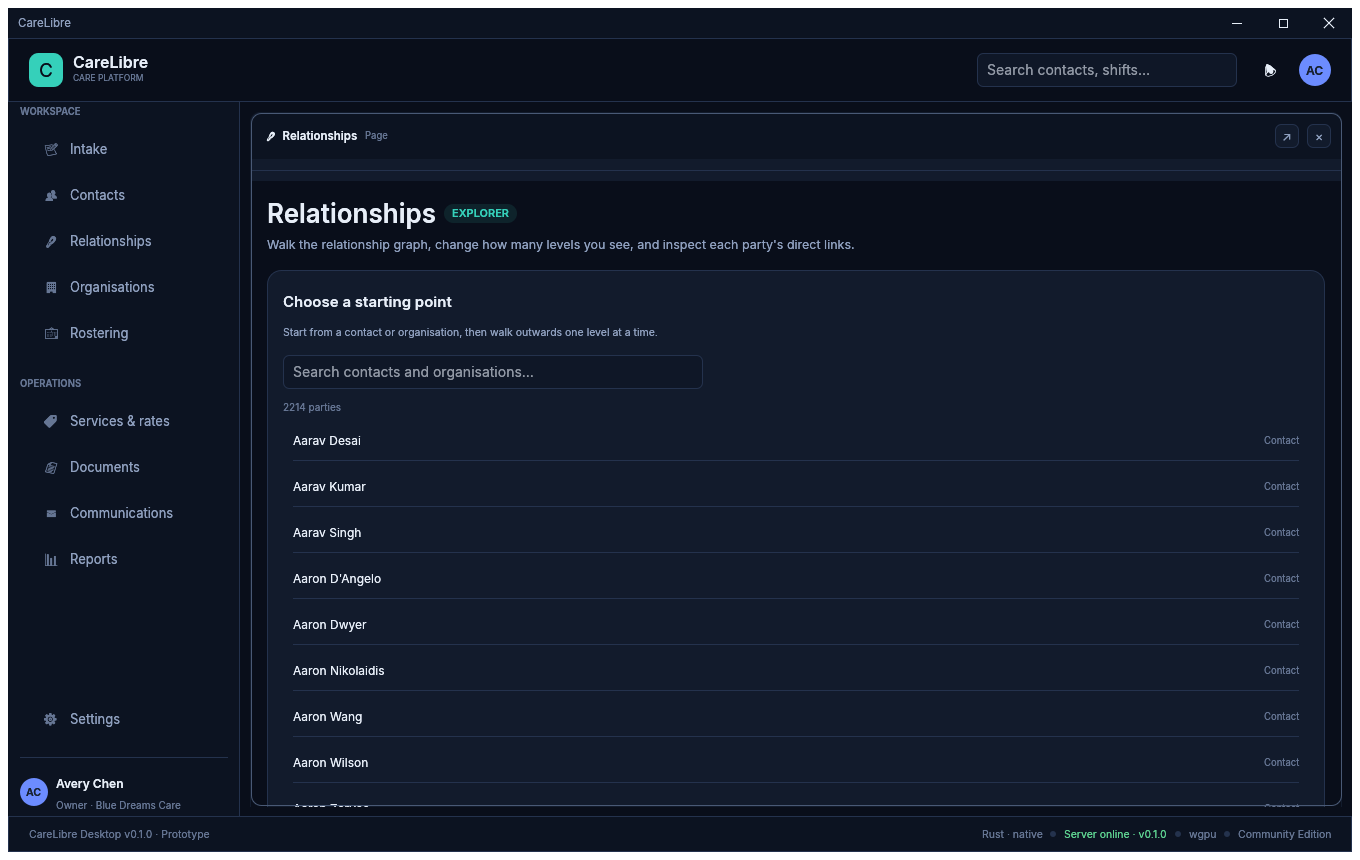 CareLibre
C
CareLibre
CARE PLATFORM
Search contacts, shifts...
AC
WORKSPACE
Intake
Contacts
Relationships
Organisations
Rostering
OPERATIONS
Services & rates
Documents
Communications
Reports
Settings
AC
Avery Chen
Owner · Blue Dreams Care
Relationships Page
Relationships EXPLORER
Walk the relationship graph, change how many levels you see, and inspect each party's direct links.
Choose a starting point
Start from a contact or organisation, then walk outwards one level at a time.
Search contacts and organisations...
2214 parties
Aarav Desai Contact
Aarav Kumar Contact
Aarav Singh Contact
Aaron D'Angelo Contact
Aaron Dwyer Contact
Aaron Nikolaidis Contact
Aaron Wang Contact
Aaron Wilson Contact
CareLibre Desktop v0.1.0 · Prototype
Rust · native Server online · v0.1.0 wgpu Community Edition